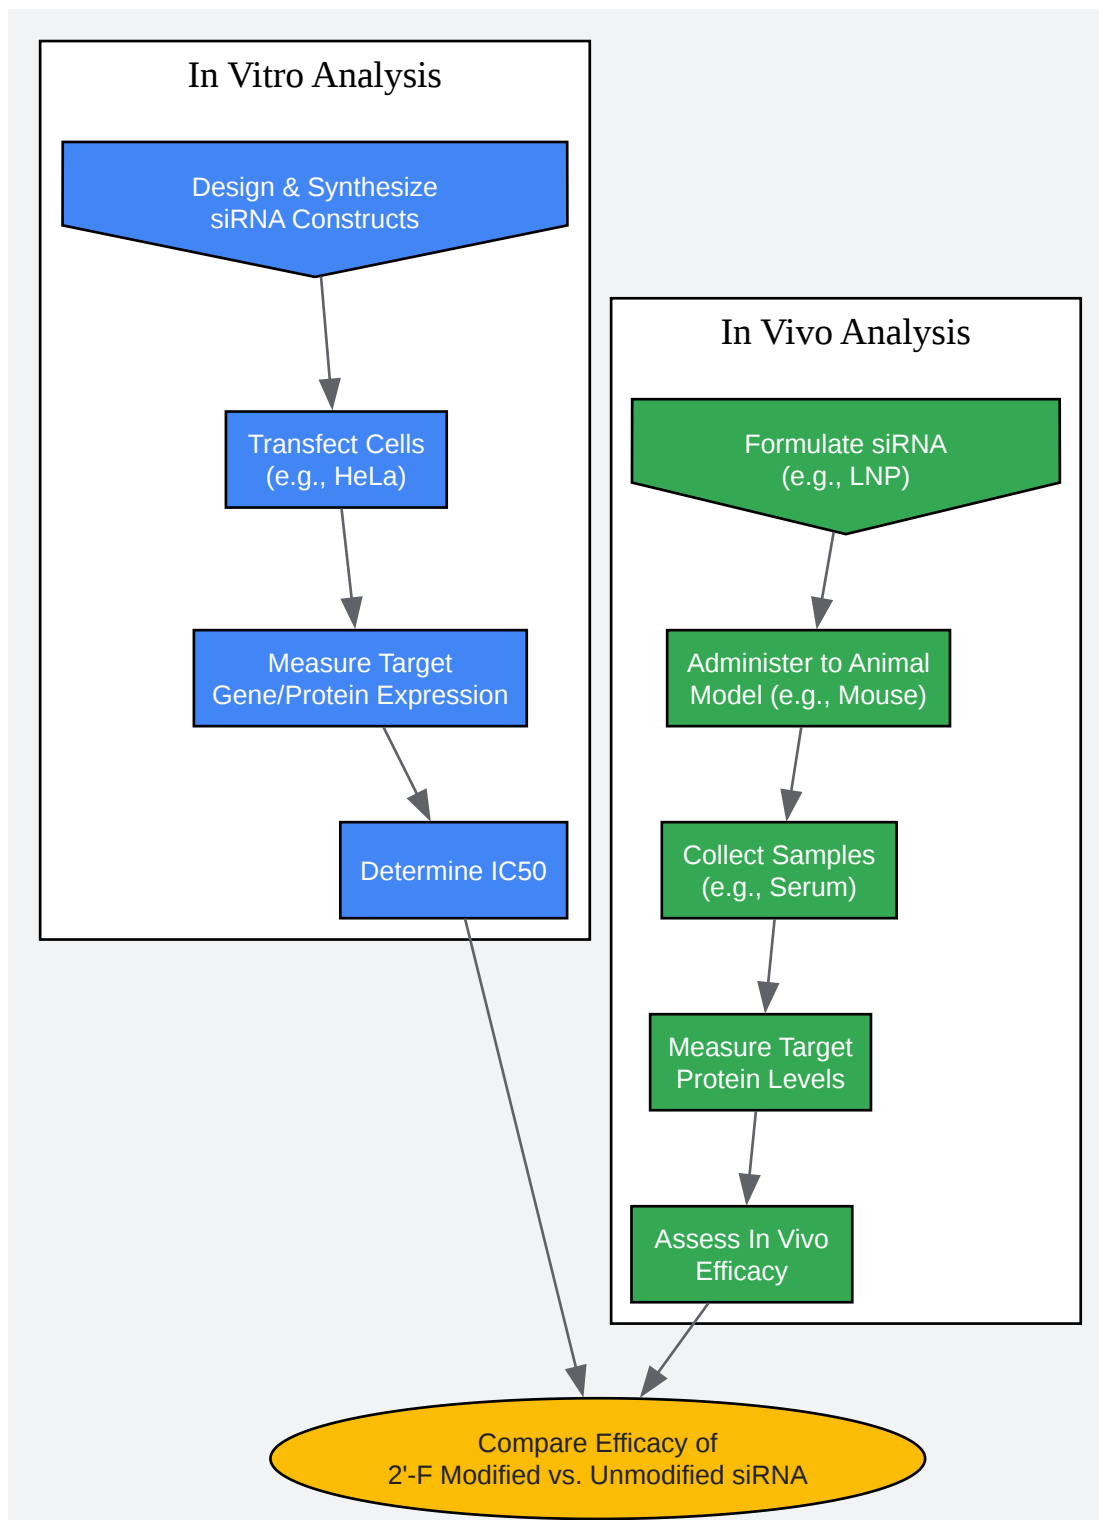 In Vitro Analysis
Design & Synthesize
siRNA Constructs
Transfect Cells
(e.g., HeLa)
Measure Target
Gene/Protein Expression
Determine IC50
In Vivo Analysis
Formulate siRNA
(e.g., LNP)
Administer to Animal
Model (e.g., Mouse)
Collect Samples
(e.g., Serum)
Measure Target
Protein Levels
Assess In Vivo
Efficacy
Compare Efficacy of
2'-F Modified vs. Unmodified siRNA